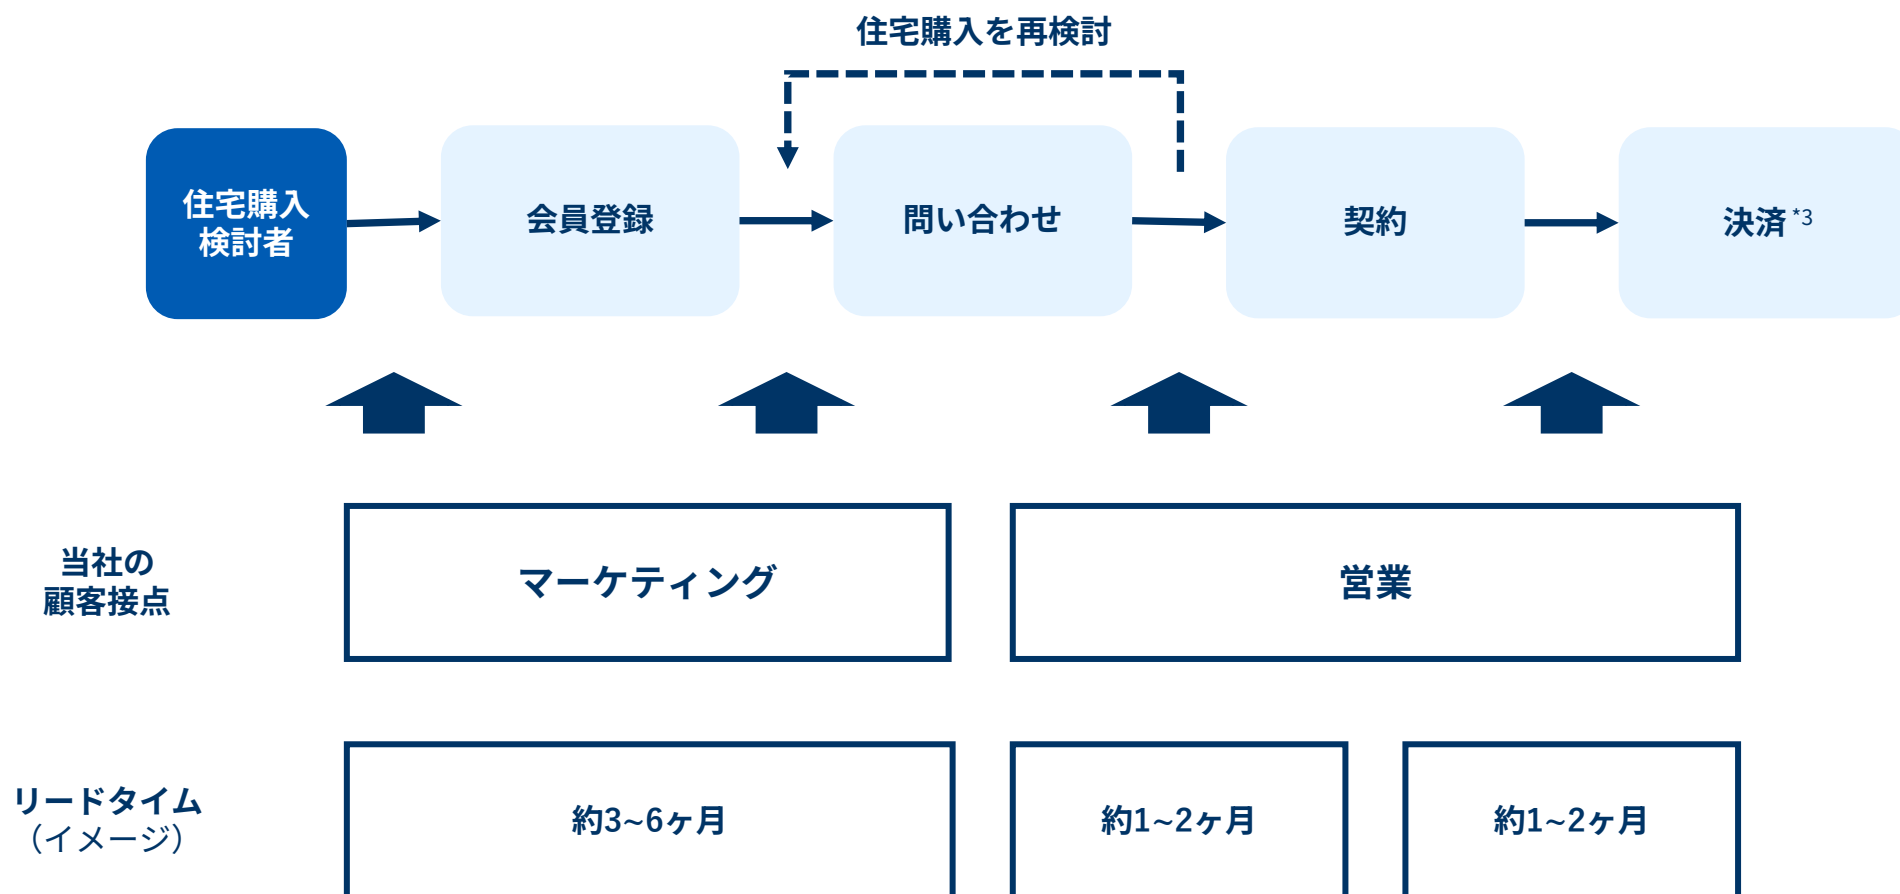 住宅購入を再検討
住宅購入
検討者
会員登録
問い合わせ
契約
決済 *3
当社の
顧客接点
マーケティング
営業
リードタイム
（イメージ）
約3~6ヶ月
約1~2ヶ月
約1~2ヶ月